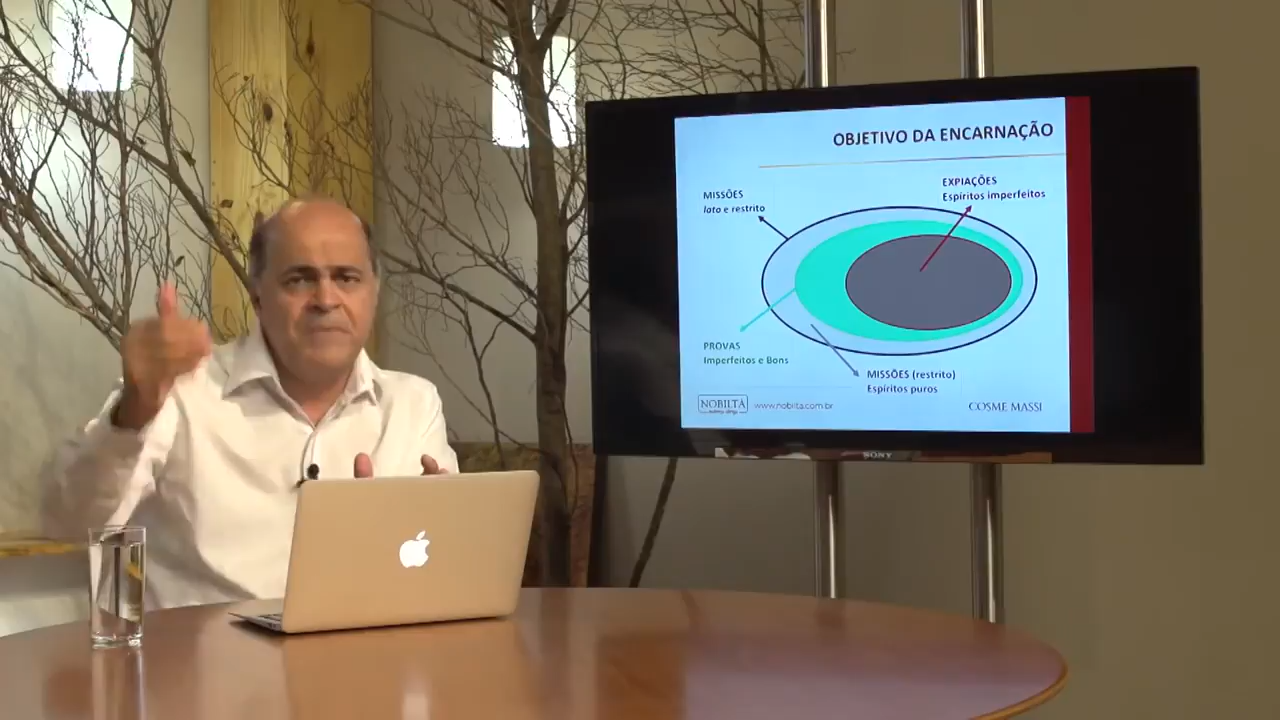 OBJETIVO DA ENCARNAÇÃO
MISSÕES
lato e restrito
EXPIAÇÕES
Espíritos imperfeitos
PROVAS
Imperfeitos e Bons
MISSÕES (restrito)
Espíritos puros
NOBILTÀ
www.nobilta.com.br
COSME MASSI
SONY